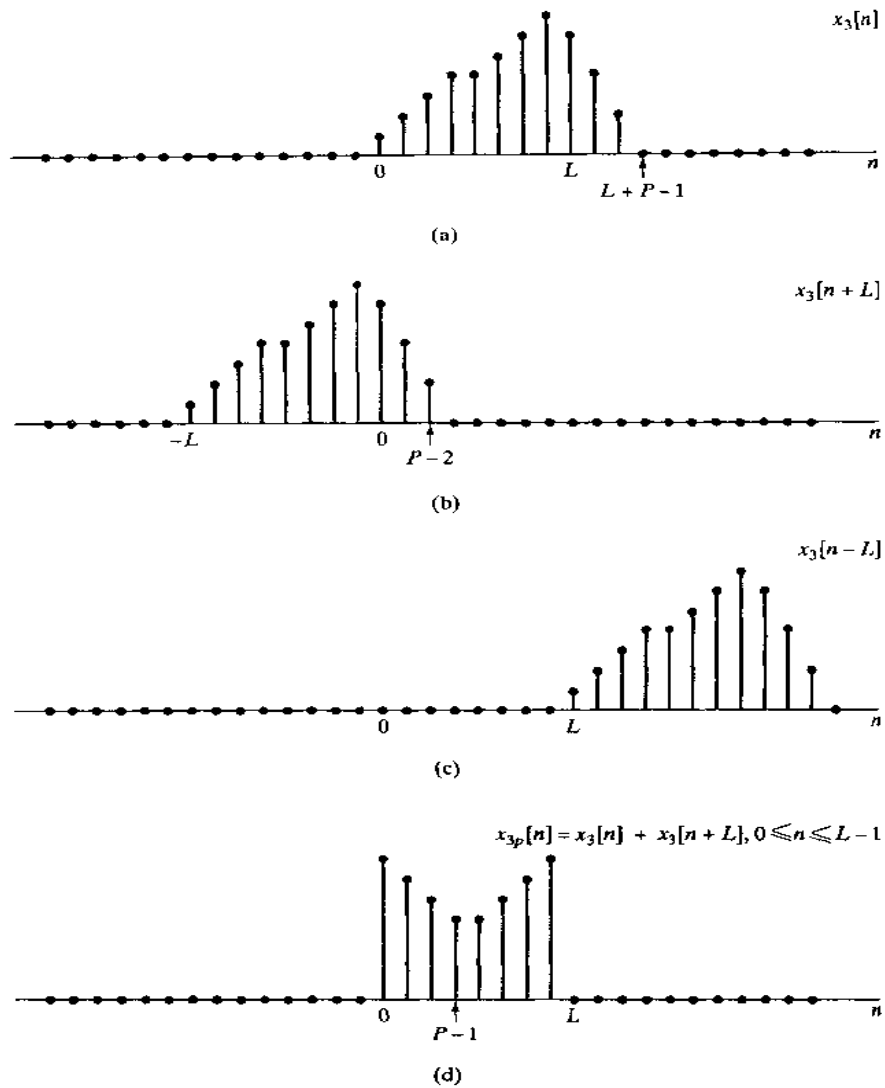 x₃[n]
0 L n
L + P − 1
(a)
x₃[n + L]
−L 0 n
P − 2
(b)
x₃[n − L]
0 L n
(c)
x₃ₚ[n] = x₃[n] + x₃[n + L], 0 ⩽ n ⩽ L − 1
0 L n
P − 1
(d)